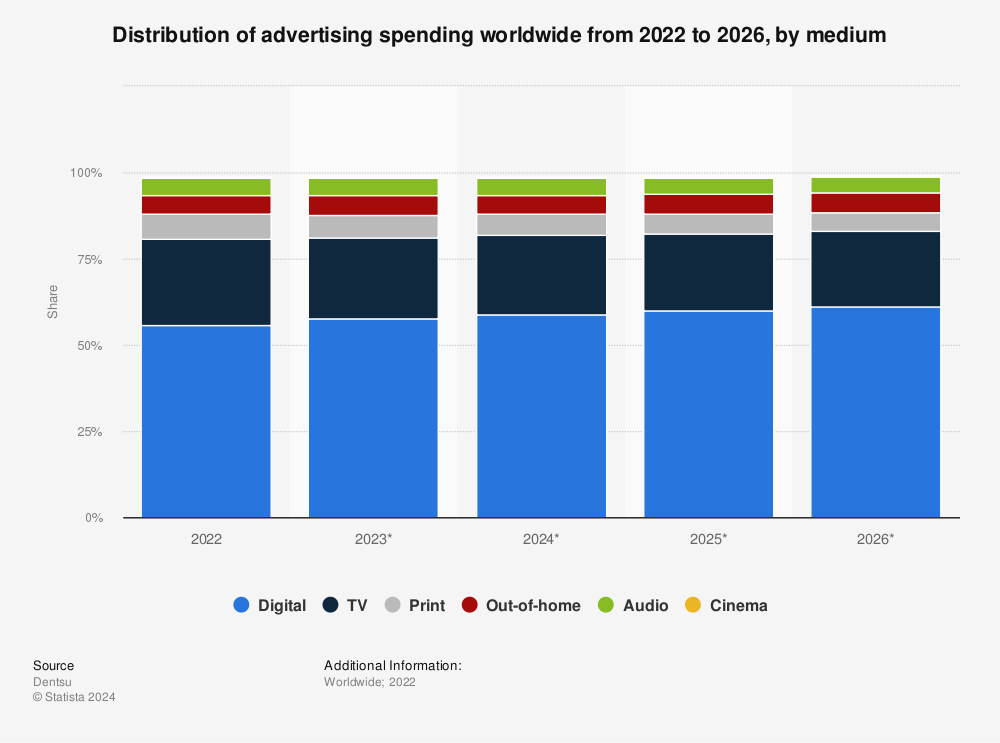 Distribution of advertising spending worldwide from 2022 to 2026, by medium
100%
75%
50%
25%
0%
Share
2022 2023* 2024* 2025* 2026*
Digital TV Print Out-of-home Audio Cinema
Source
Dentsu
© Statista 2024
Additional Information:
Worldwide; 2022